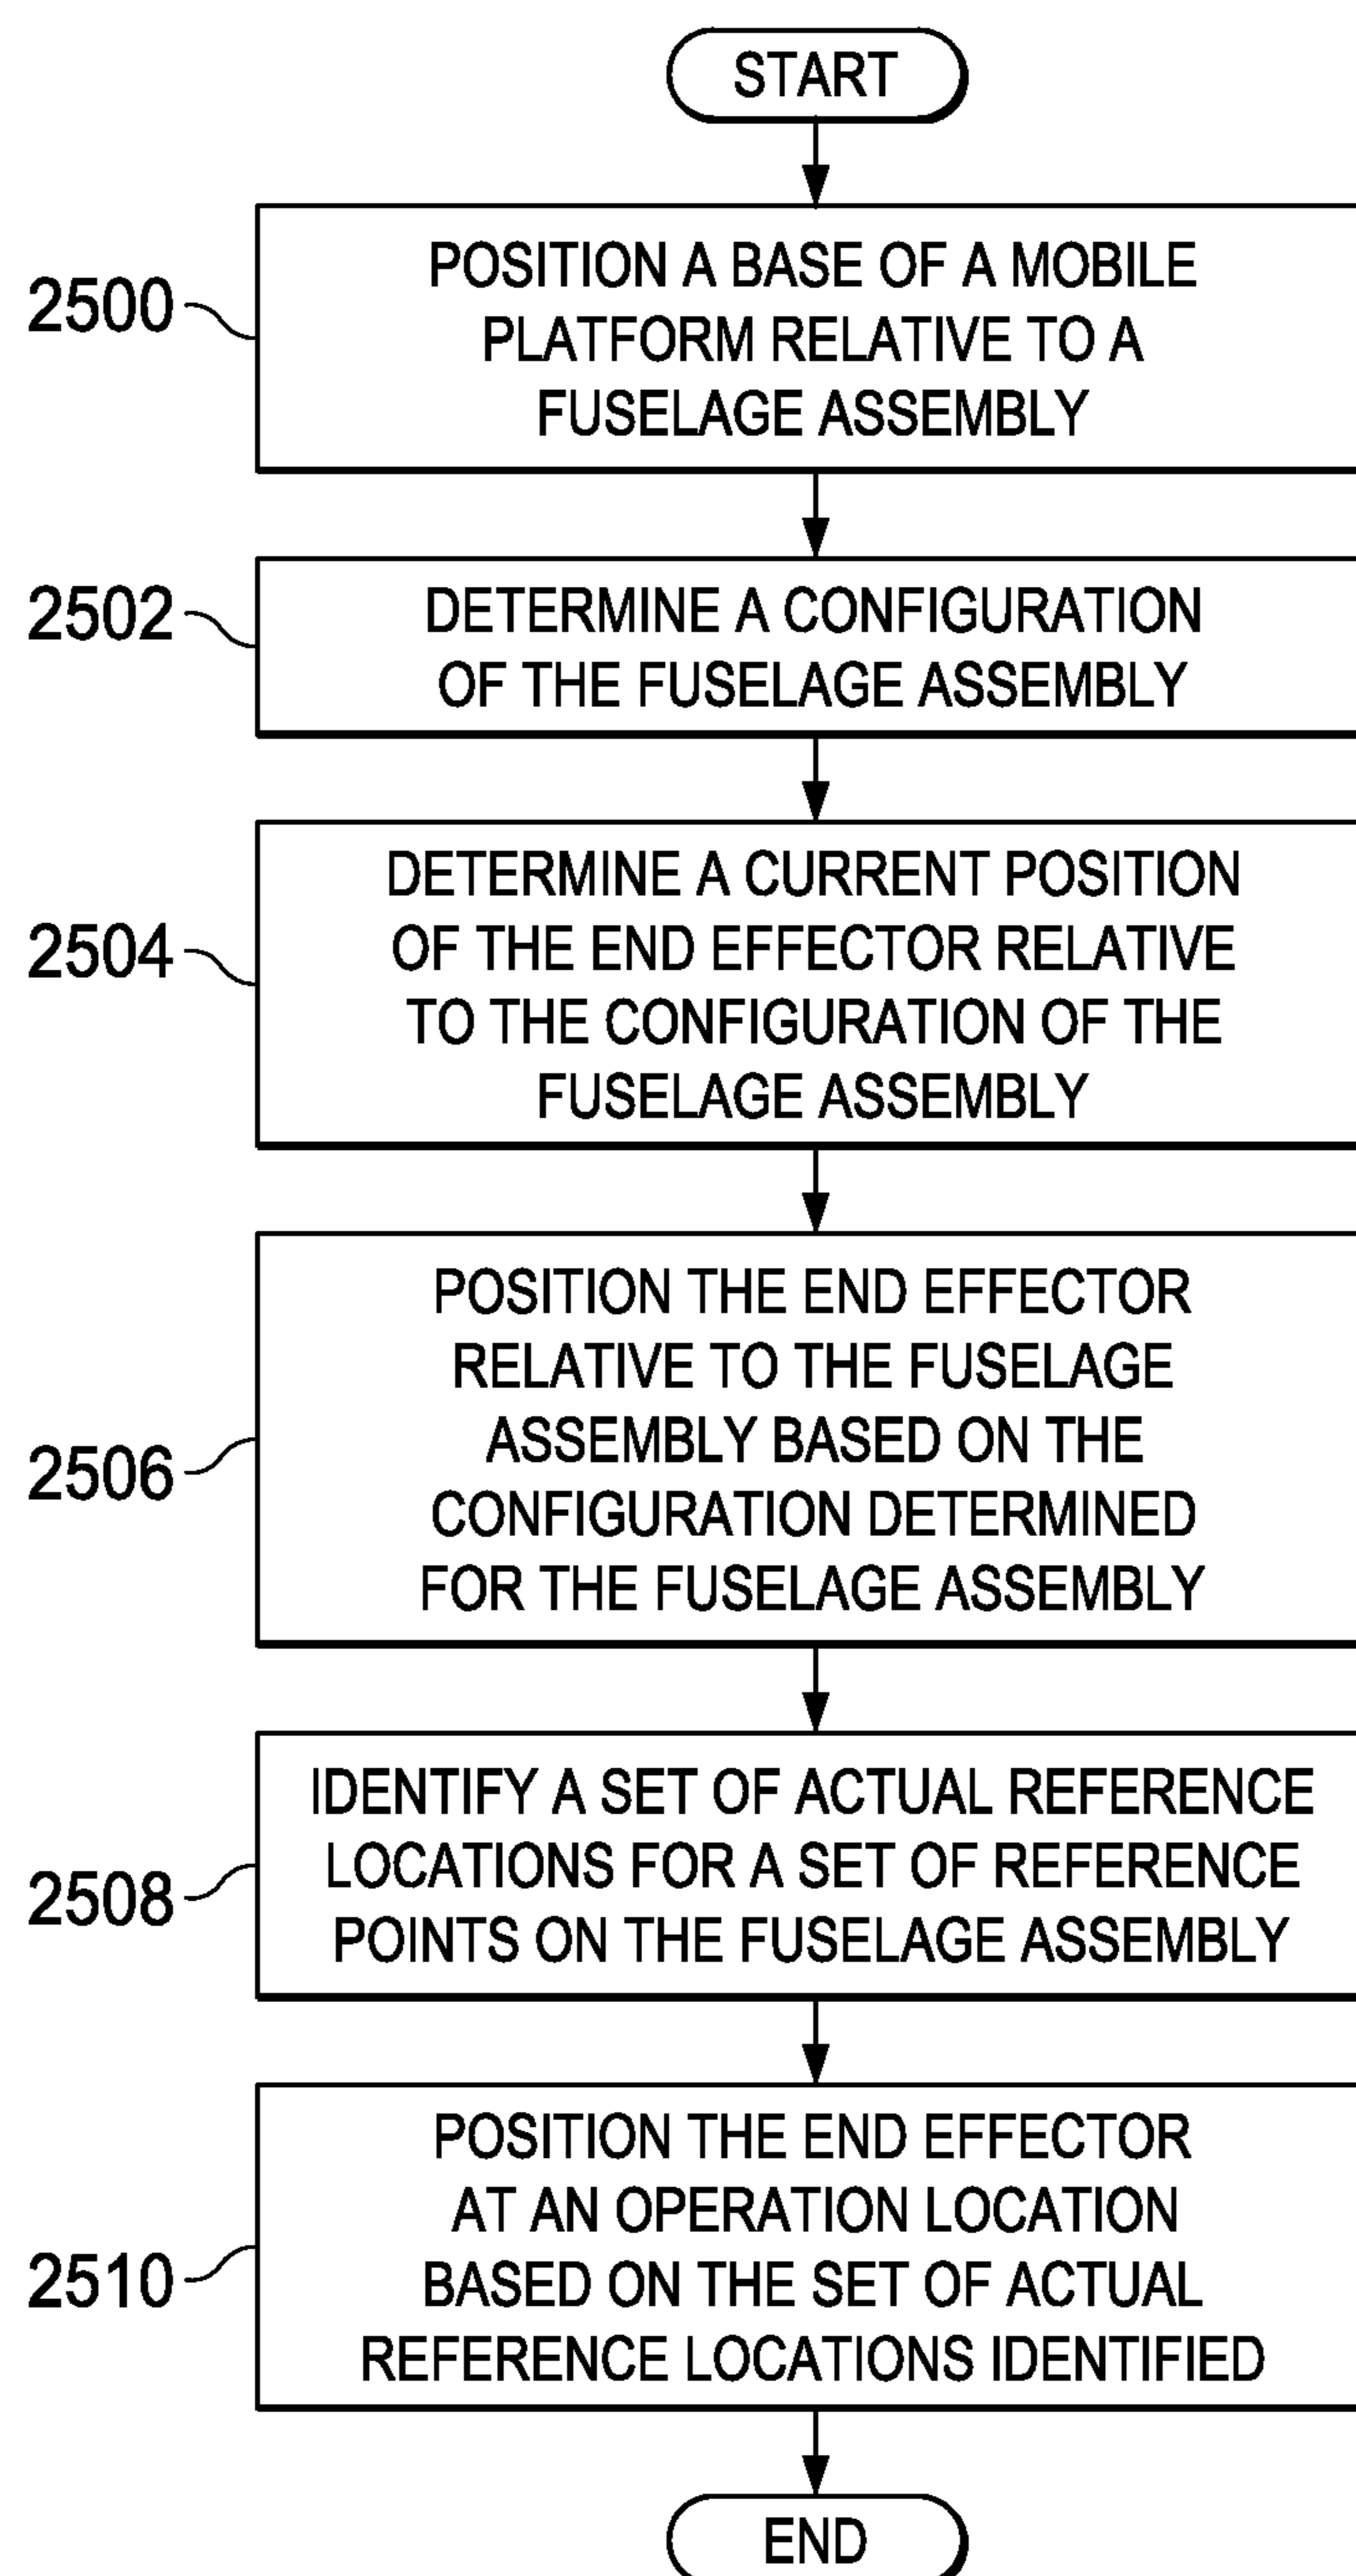 START
2500
POSITION A BASE OF A MOBILE
PLATFORM RELATIVE TO A
FUSELAGE ASSEMBLY
2502
DETERMINE A CONFIGURATION
OF THE FUSELAGE ASSEMBLY
2504
DETERMINE A CURRENT POSITION
OF THE END EFFECTOR RELATIVE
TO THE CONFIGURATION OF THE
FUSELAGE ASSEMBLY
2506
POSITION THE END EFFECTOR
RELATIVE TO THE FUSELAGE
ASSEMBLY BASED ON THE
CONFIGURATION DETERMINED
FOR THE FUSELAGE ASSEMBLY
2508
IDENTIFY A SET OF ACTUAL REFERENCE
LOCATIONS FOR A SET OF REFERENCE
POINTS ON THE FUSELAGE ASSEMBLY
2510
POSITION THE END EFFECTOR
AT AN OPERATION LOCATION
BASED ON THE SET OF ACTUAL
REFERENCE LOCATIONS IDENTIFIED
END